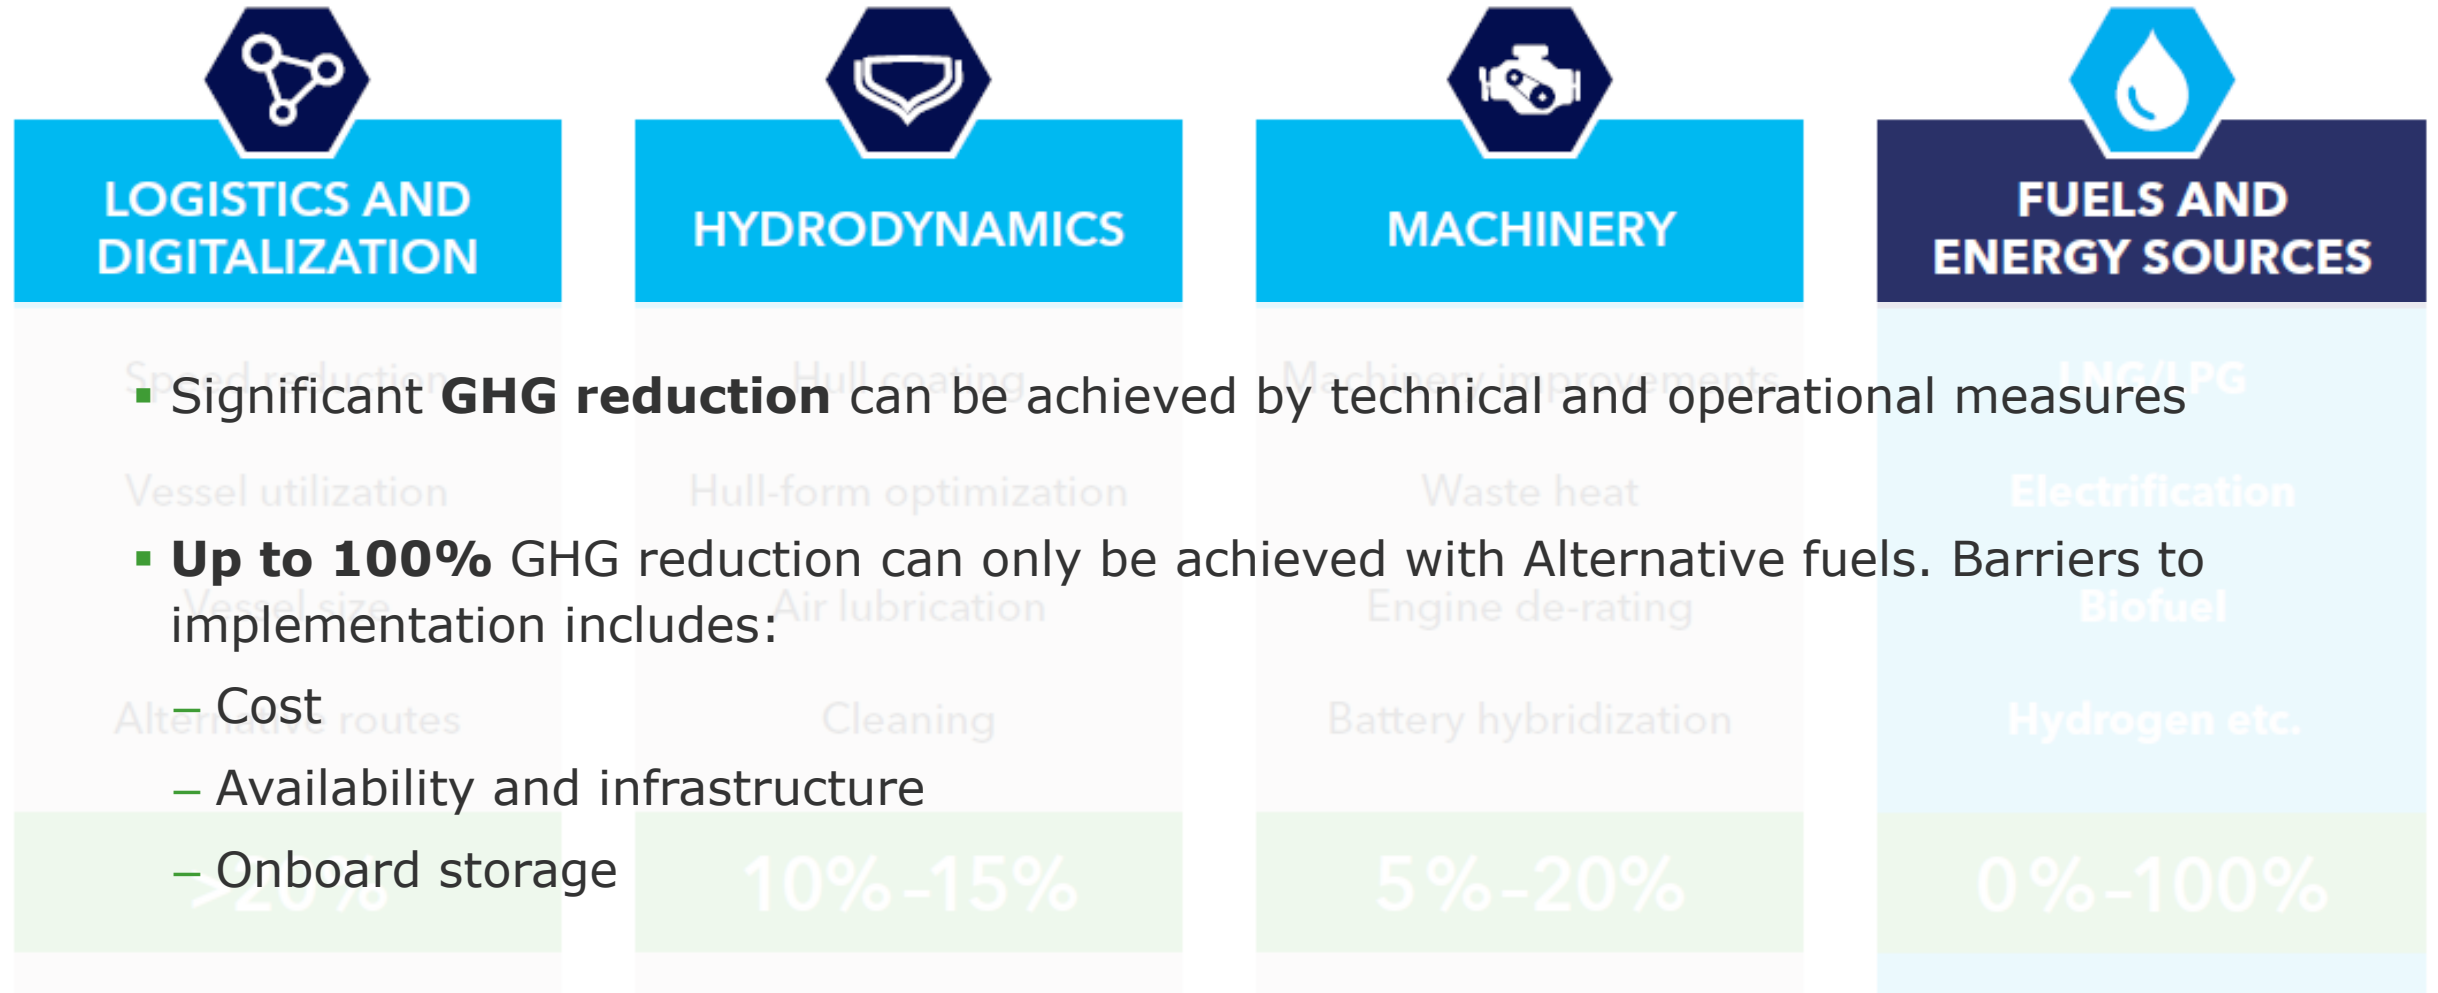 LOGISTICS AND
DIGITALIZATION
HYDRODYNAMICS
MACHINERY
FUELS AND
ENERGY SOURCES
Speed reduction
Hull coating
Machinery improvements
LNG/LPG
▪ Significant GHG reduction can be achieved by technical and operational measures
Vessel utilization
Hull-form optimization
Waste heat
Electrification
▪ Up to 100% GHG reduction can only be achieved with Alternative fuels. Barriers to
implementation includes:
Vessel size
Air lubrication
Engine de-rating
Biofuel
– Cost
Alternative routes
Cleaning
Battery hybridization
Hydrogen etc.
– Availability and infrastructure
– Onboard storage
>20%
10%-15%
5%-20%
0%-100%